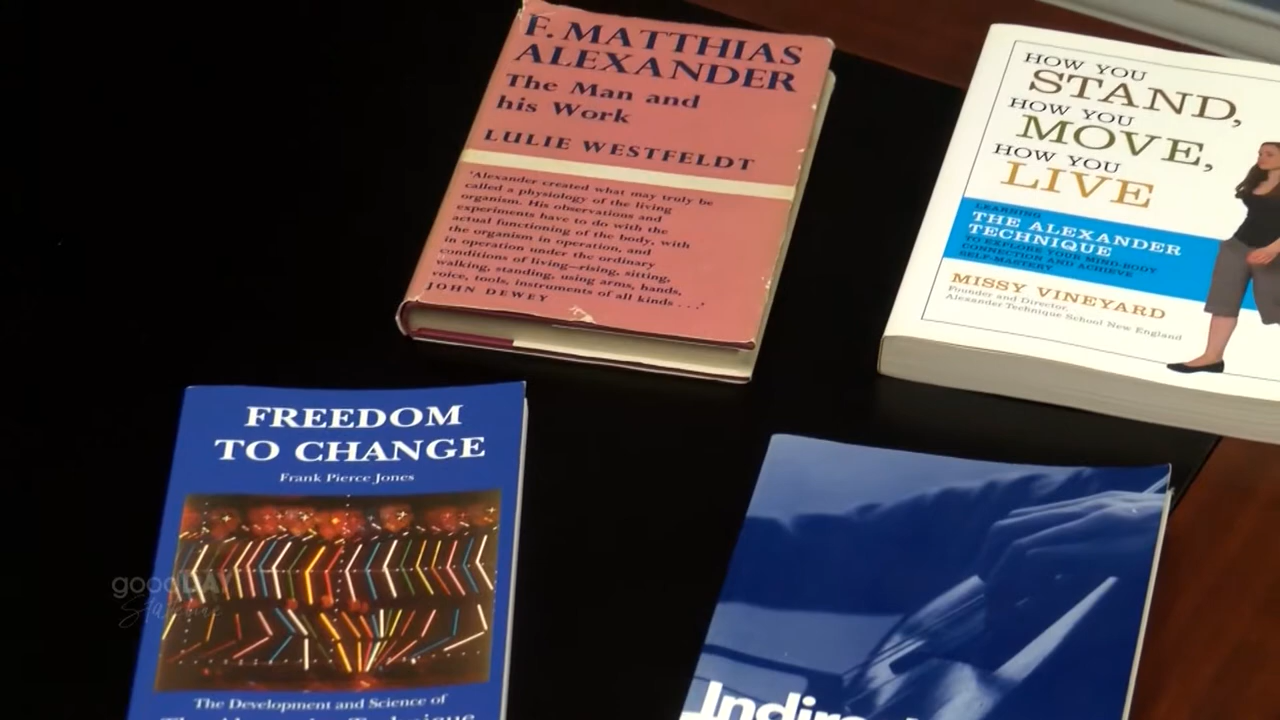 F. MATTHIAS
ALEXANDER
The Man and
his Work
LULIE WESTFELDT
'Alexander created what may truly be
called a physiology of the living
organism. His observations and
experiments have to do with the
actual functioning of the body, with
the organism in operation, and
in operation under the ordinary
conditions of living—rising, sitting,
walking, standing, using arms, hands,
voice, tools, instruments of all kinds . . .'
JOHN DEWEY
HOW YOU
STAND,
HOW YOU
MOVE,
HOW YOU
LIVE
LEARNING
THE ALEXANDER
TECHNIQUE
TO EXPLORE YOUR MIND-BODY
CONNECTION AND ACHIEVE
SELF-MASTERY
MISSY VINEYARD
Founder and Director,
Alexander Technique School New England
FREEDOM
TO CHANGE
Frank Pierce Jones
The Development and Science of
The Alexander Technique
goodDAY